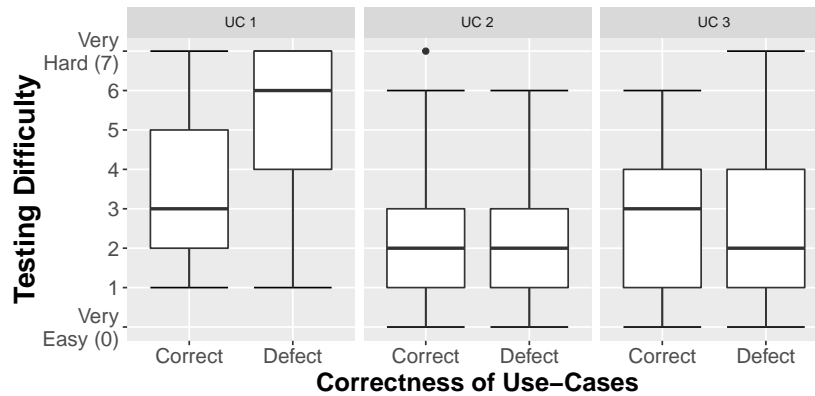 UC 1
UC 2
UC 3
Testing Difficulty
Very
Hard (7)
6
5
4
3
2
1
Very
Easy (0)
Correct
Defect
Correct
Defect
Correct
Defect
Correctness of Use−Cases